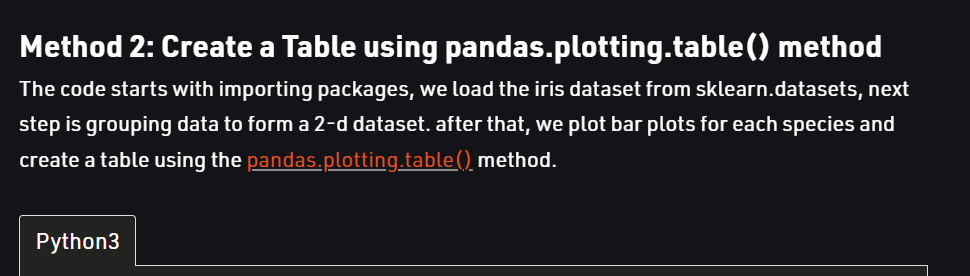 Method 2: Create a Table using pandas.plotting.table() method
The code starts with importing packages, we load the iris dataset from sklearn.datasets, next
step is grouping data to form a 2-d dataset. after that, we plot bar plots for each species and
create a table using the pandas.plotting.table() method.
Python3